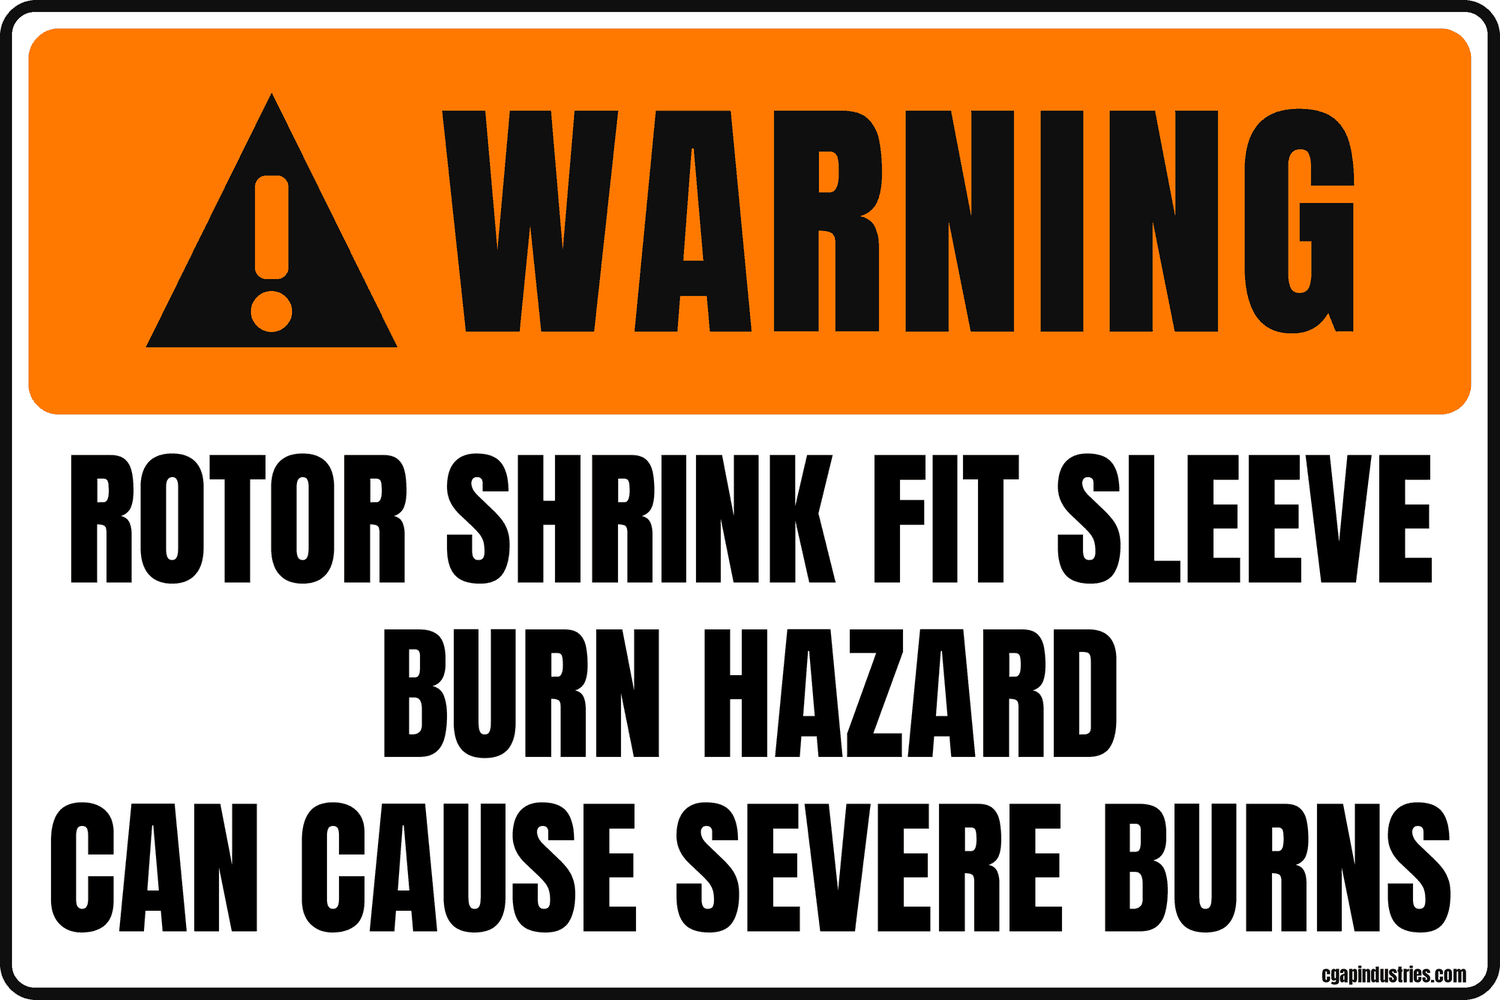 WARNING
ROTOR SHRINK FIT SLEEVE
BURN HAZARD
CAN CAUSE SEVERE BURNS
cgapindustries.com